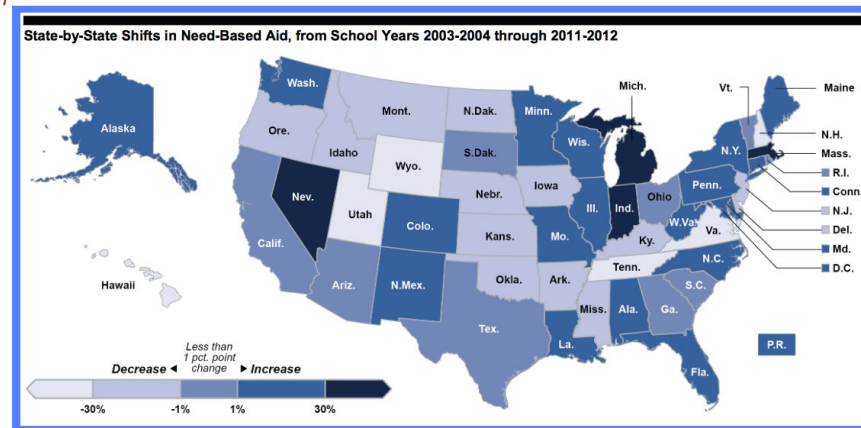 State-by-State Shifts in Need-Based Aid, from School Years 2003-2004 through 2011-2012
Mich.
Wash.
Vt.
Maine
Mont.
N.Dak.
Minn.
Alaska
Ore.
N.H.
Idaho
S.Dak.
Wis.
N.Y.
Mass.
Wyo.
R.I.
Nev.
Nebr.
Iowa
Penn.
Conn.
Utah
Ill.
Ind.
Ohio
N.J.
Colo.
W.Va.
Va.
Del.
Calif.
Kans.
Mo.
Ky.
Md.
Tenn.
N.C.
D.C.
Hawaii
Ariz.
N.Mex.
Okla.
Ark.
S.C.
Tex.
Miss.
Ala.
Ga.
La.
P.R.
Fla.
Less than
1 pct. point
change
Decrease ◄ ► Increase
-30% -1% 1% 30%